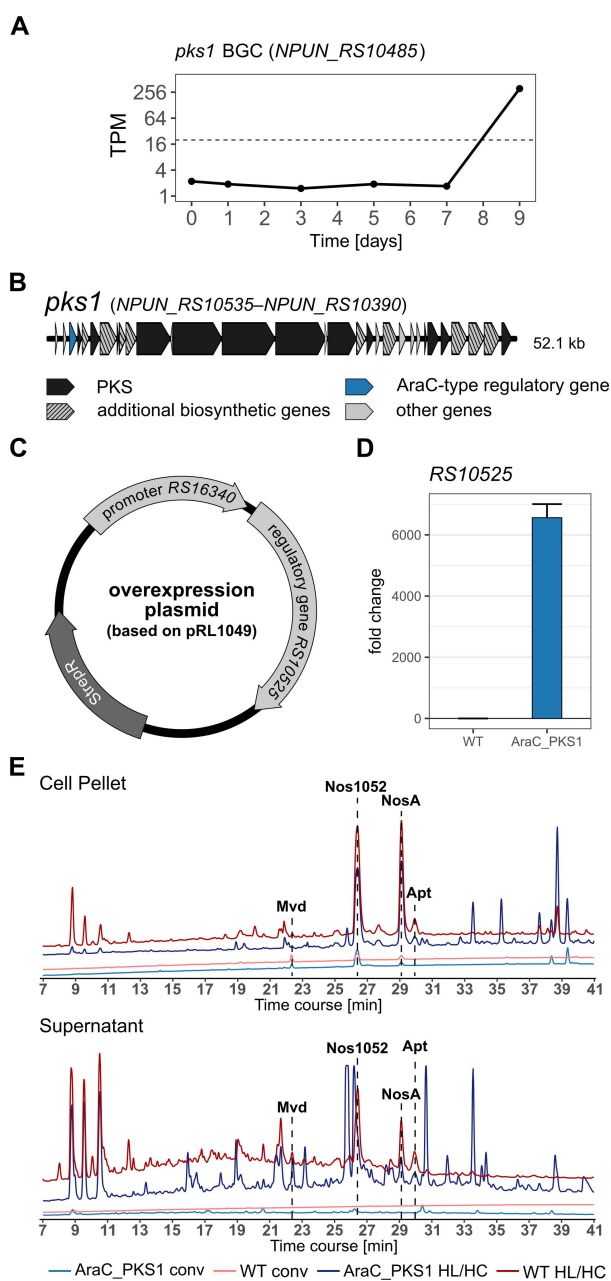 A
pks1 BGC (NPUN_RS10485)
TPM
256
64
16
4
1
0 1 2 3 4 5 6 7 8 9
Time [days]
B
pks1 (NPUN_RS10535–NPUN_RS10390)
52.1 kb
PKS
AraC-type regulatory gene
additional biosynthetic genes
other genes
C
promoter RS16340
regulatory gene RS10525
StrepR
overexpression
plasmid
(based on pRL1049)
D
RS10525
fold change
6000
4000
2000
0
WT AraC_PKS1
E
Cell Pellet
Nos1052
NosA
Mvd
Apt
7 9 11 13 15 17 19 21 23 25 27 29 31 33 35 37 39 41
Time course [min]
Supernatant
Nos1052
Apt
Mvd
NosA
7 9 11 13 15 17 19 21 23 25 27 29 31 33 35 37 39 41
Time course [min]
AraC_PKS1 conv WT conv AraC_PKS1 HL/HC WT HL/HC